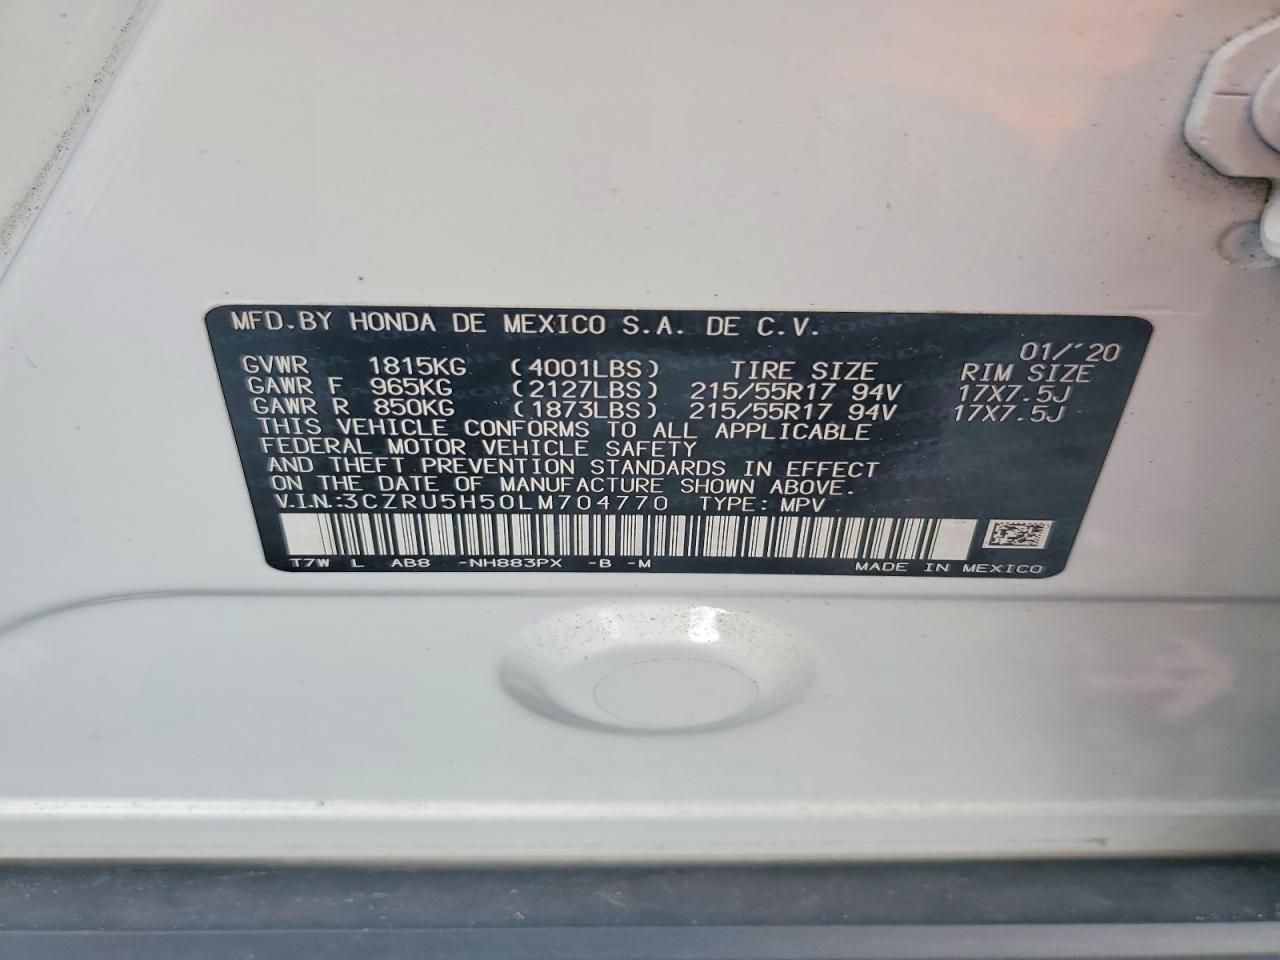 MFD.BY HONDA DE MEXICO S.A. DE C.V.
01/'20
GVWR 1815KG (4001LBS) TIRE SIZE RIM SIZE
GAWR F 965KG (2127LBS) 215/55R17 94V 17X7.5J
GAWR R 850KG (1873LBS) 215/55R17 94V 17X7.5J
THIS VEHICLE CONFORMS TO ALL APPLICABLE
FEDERAL MOTOR VEHICLE SAFETY
AND THEFT PREVENTION STANDARDS IN EFFECT
ON THE DATE OF MANUFACTURE SHOWN ABOVE.
V.I.N.:3CZRU5H50LM704770 TYPE: MPV
T7W L AB8 -NH883PX -B -M MADE IN MEXICO